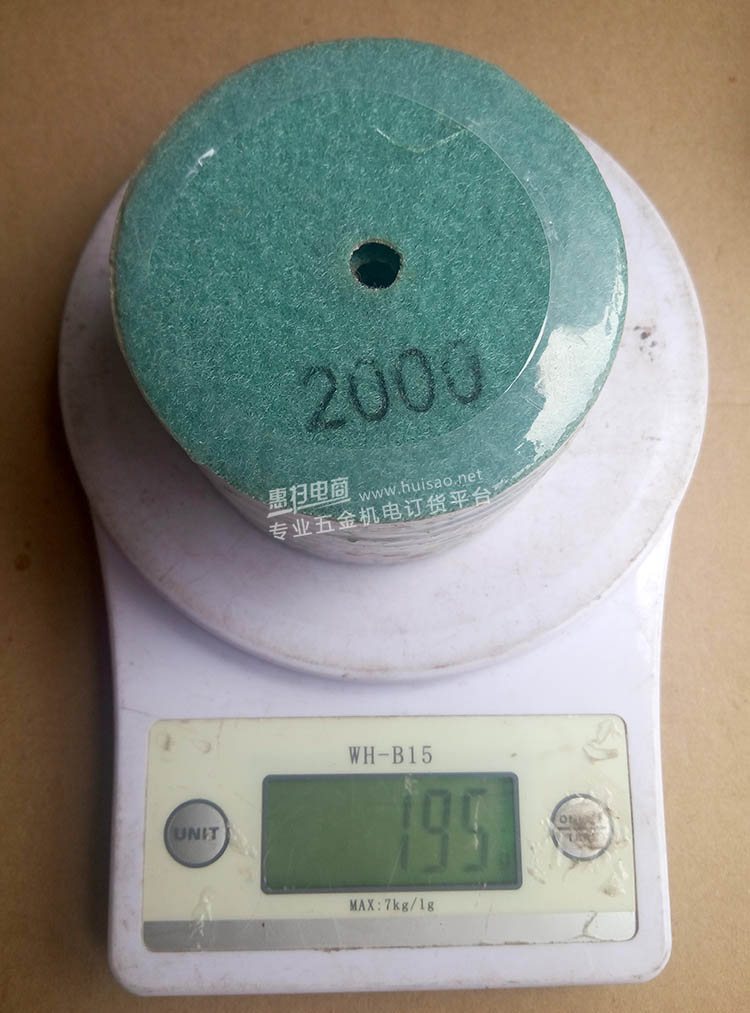 2000
惠扫电商 www.huisao.net
专业五金机电订货平台
WH-B15
UNIT
195 g
MAX:7kg/1g